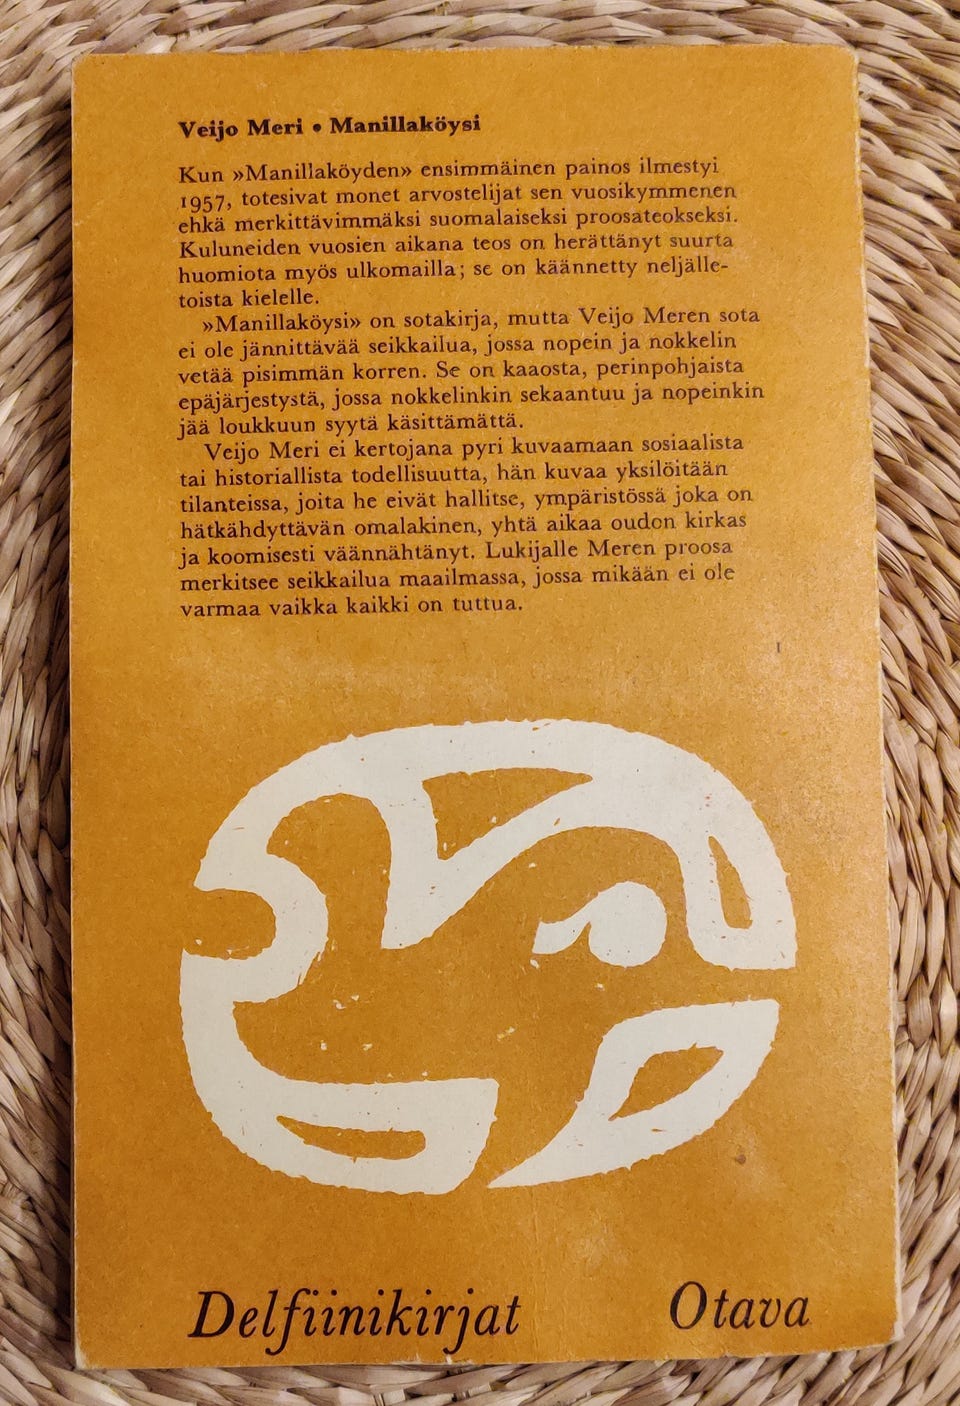 Veijo Meri • Manillaköysi
Kun »Manillaköyden» ensimmäinen painos ilmestyi
1957, totesivat monet arvostelijat sen vuosikymmenen
ehkä merkittävimmäksi suomalaiseksi proosateokseksi.
Kuluneiden vuosien aikana teos on herättänyt suurta
huomiota myös ulkomailla; se on käännetty neljälle-
toista kielelle.
»Manillaköysi» on sotakirja, mutta Veijo Meren sota
ei ole jännittävää seikkailua, jossa nopein ja nokkelin
vetää pisimmän korren. Se on kaaosta, perinpohjaista
epäjärjestystä, jossa nokkelinkin sekaantuu ja nopeinkin
jää loukkuun syytä käsittämättä.
Veijo Meri ei kertojana pyri kuvaamaan sosiaalista
tai historiallista todellisuutta, hän kuvaa yksilöitään
tilanteissa, joita he eivät hallitse, ympäristössä joka on
hätkähdyttävän omalakinen, yhtä aikaa oudon kirkas
ja koomisesti väännähtänyt. Lukijalle Meren proosa
merkitsee seikkailua maailmassa, jossa mikään ei ole
varmaa vaikka kaikki on tuttua.
Delfiinikirjat Otava